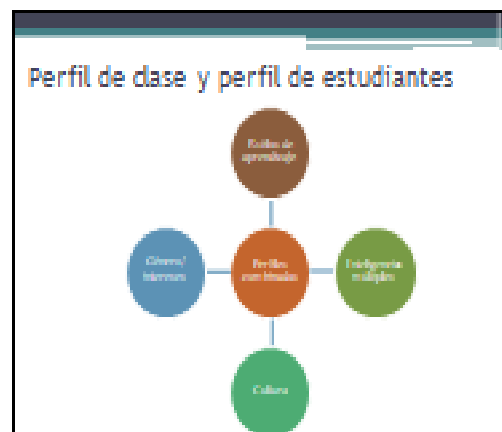 Perfil de clase y perfil de estudiantes
Estilos de
aprendizaje
Género/
Intereses
Perfiles
combinados
Inteligencias
múltiples
Cultura